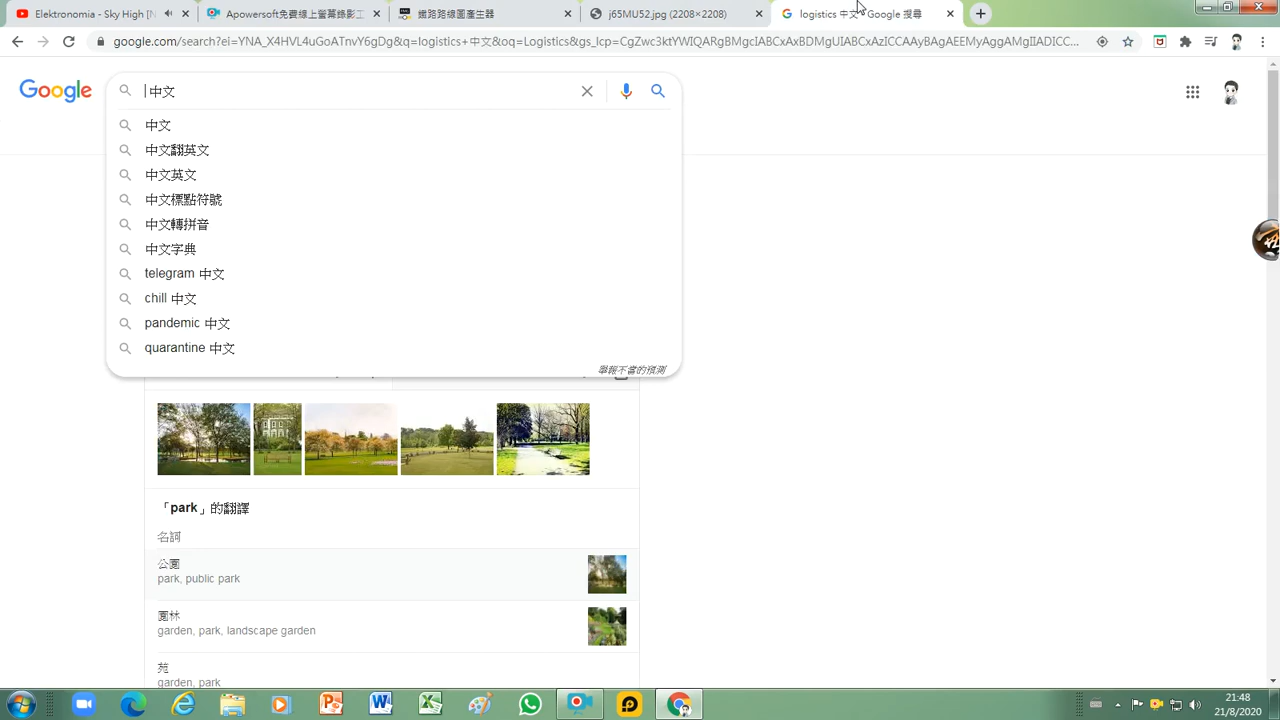 Elektronomia - Sky High [N
Apowersoft免費線上螢幕錄影工
鐵路路線圖產生器
j65MU52.jpg (2208×2208)
logistics 中文 - Google 搜尋
google.com/search?ei=YNA_X4HVL4uGoATnvY6gDg&q=logistics+中文&oq=Logistic&gs_lcp=CgZwc3ktYWIQARgBMgcIABCxAxBDMgUIABCxAzICCAAyBAgAEEMyAggAMgIIADICC...
Google
中文
中文
中文翻英文
中文英文
中文標點符號
中文轉拼音
中文字典
telegram 中文
chill 中文
pandemic 中文
quarantine 中文
舉報不當的預測
「park」的翻譯
名詞
公園
park, public park
園林
garden, park, landscape garden
苑
garden, park
21:48
21/8/2020